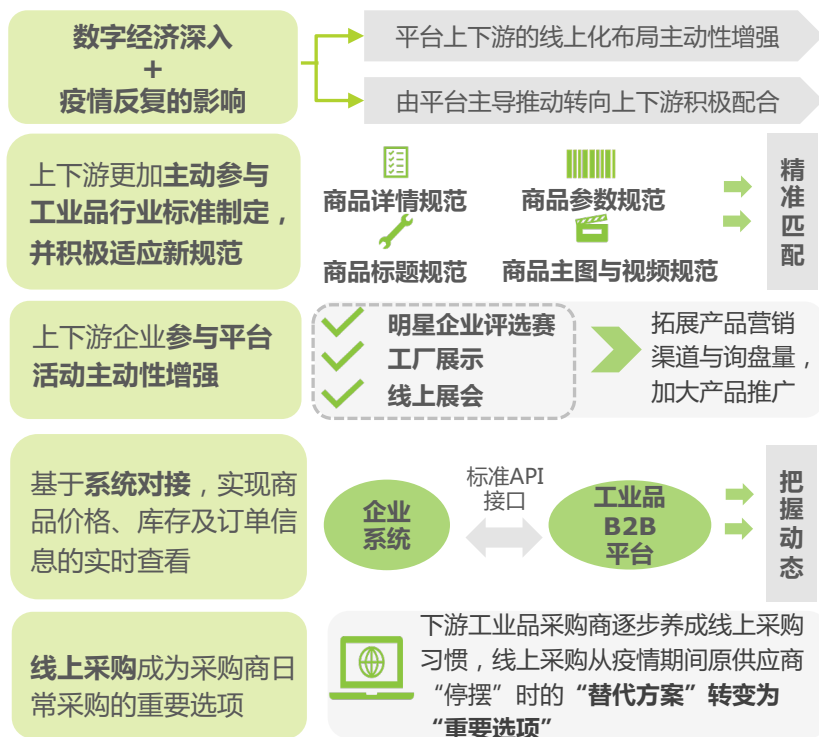 数字经济深入
+
疫情反复的影响
平台上下游的线上化布局主动性增强
由平台主导推动转向上下游积极配合
上下游更加主动参与
工业品行业标准制定，
并积极适应新规范
商品详情规范
商品参数规范
商品标题规范
商品主图与视频规范
精
准
匹
配
上下游企业参与平台
活动主动性增强
明星企业评选赛
工厂展示
线上展会
拓展产品营销
渠道与询盘量，
加大产品推广
基于系统对接，实现商
品价格、库存及订单信
息的实时查看
企业
系统
标准API
接口
工业品
B2B
平台
把
握
动
态
线上采购成为采购商日
常采购的重要选项
下游工业品采购商逐步养成线上采购
习惯，线上采购从疫情期间原供应商
“停摆”时的“替代方案”转变为
“重要选项”